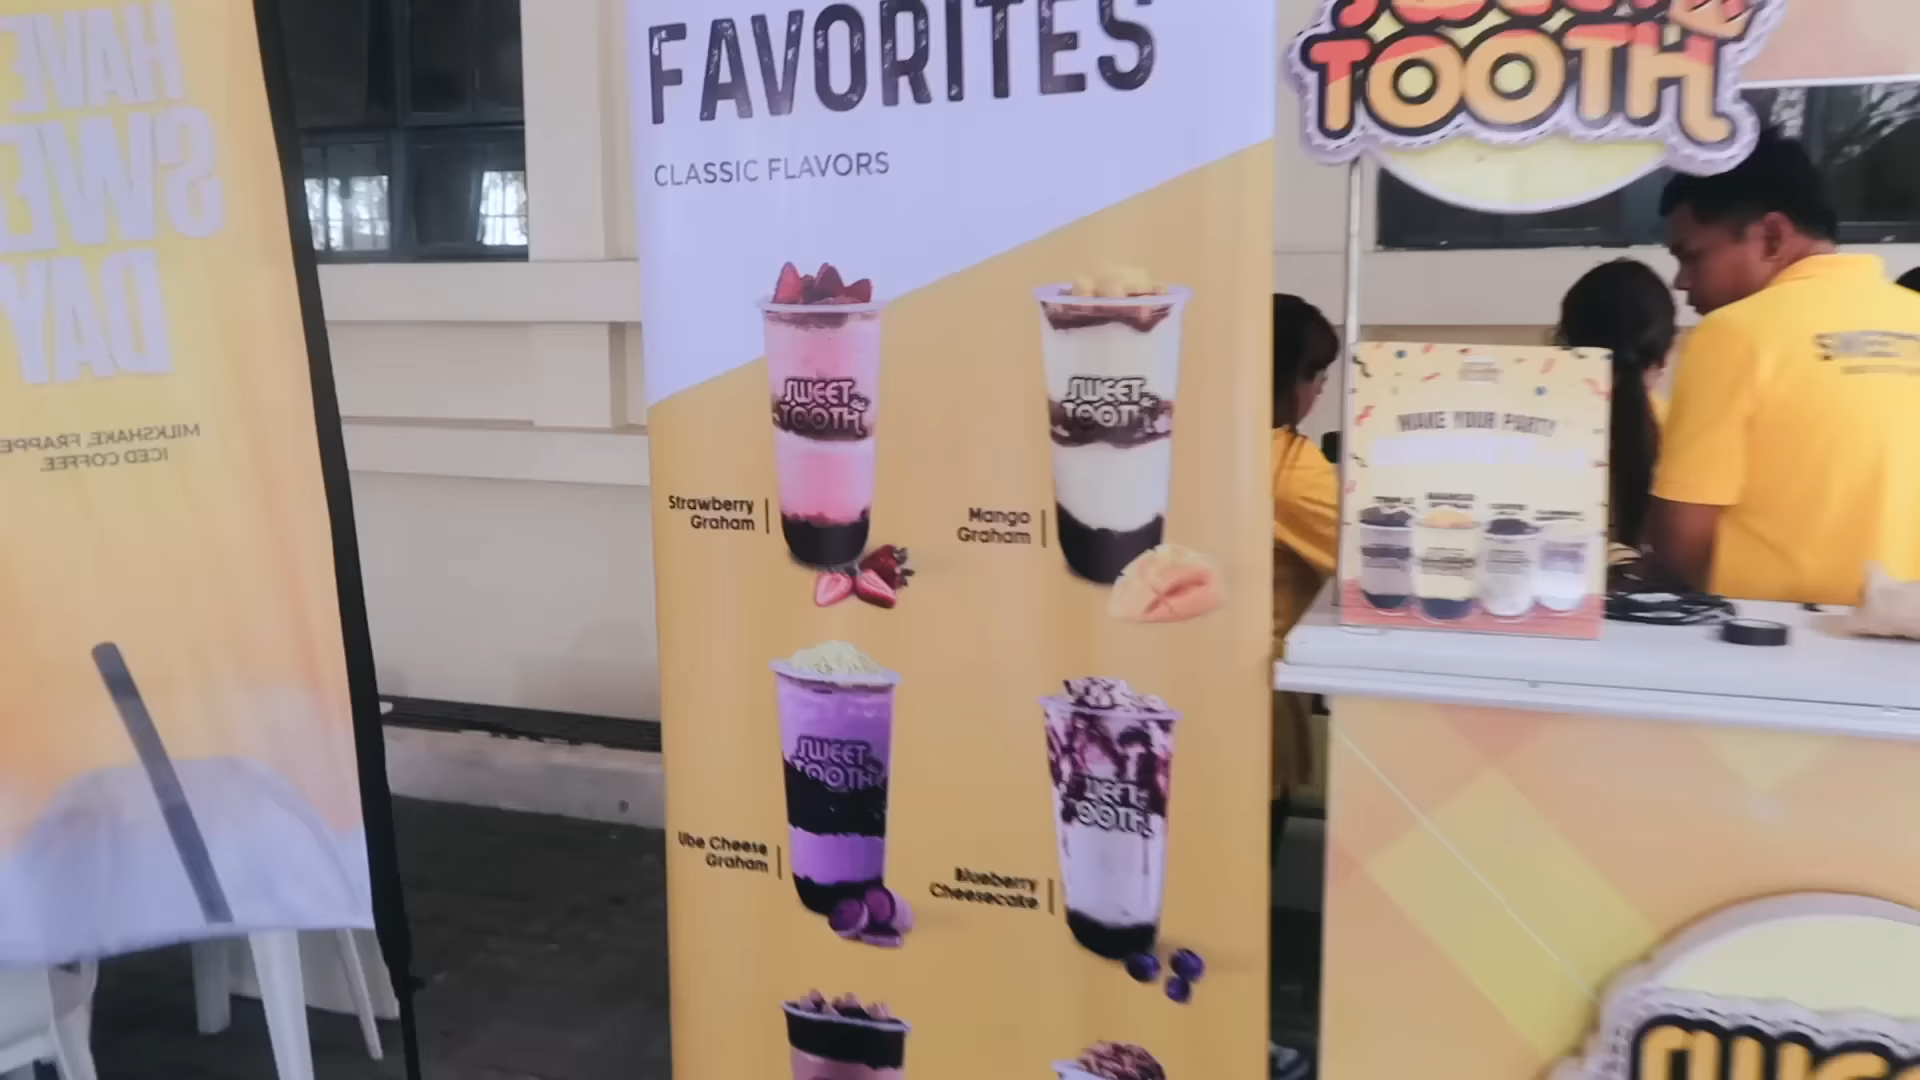 HAVE
SWE
DAY
MILKSHAKE, FRAPPE
ICED COFFEE.
FAVORITES
CLASSIC FLAVORS
SWEET
TOOTH
Strawberry
Graham
SWEET
TOOTH
Mango
Graham
SWEET
TOOTH
Ube Cheese
Graham
SWEET
TOOTH
Blueberry
Cheesecake
TOOTH
MAKE YOUR PARTY
SWEET